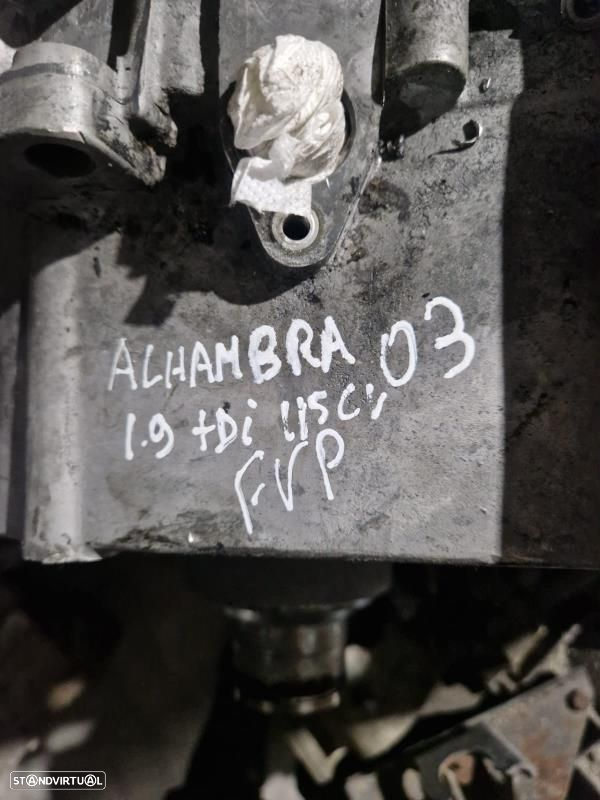 ALHAMBRA 03
1.9 tDi 115CV
FVP
STANDVIRTUAL